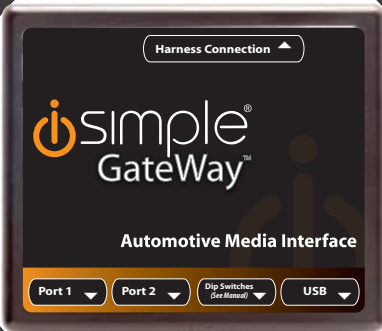 Harness Connection
isimple®
GateWay™
Automotive Media Interface
Port 1 Port 2 Dip Switches (See Manual) USB